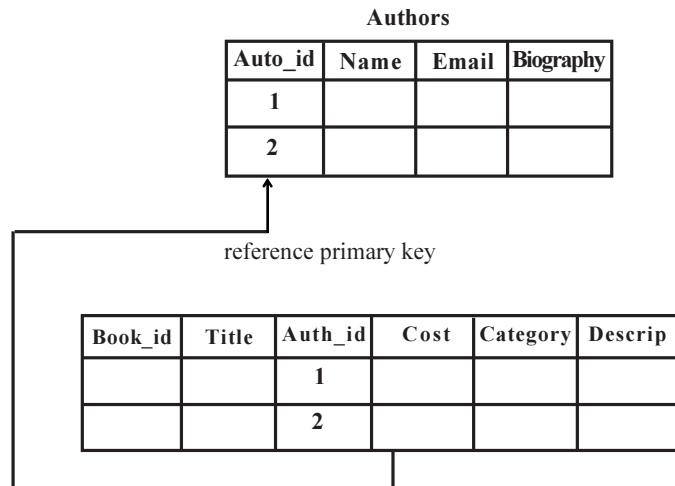 Authors
Auto_id Name Email Biography
1
2
reference primary key
Book_id Title Auth_id Cost Category Descrip
1
2